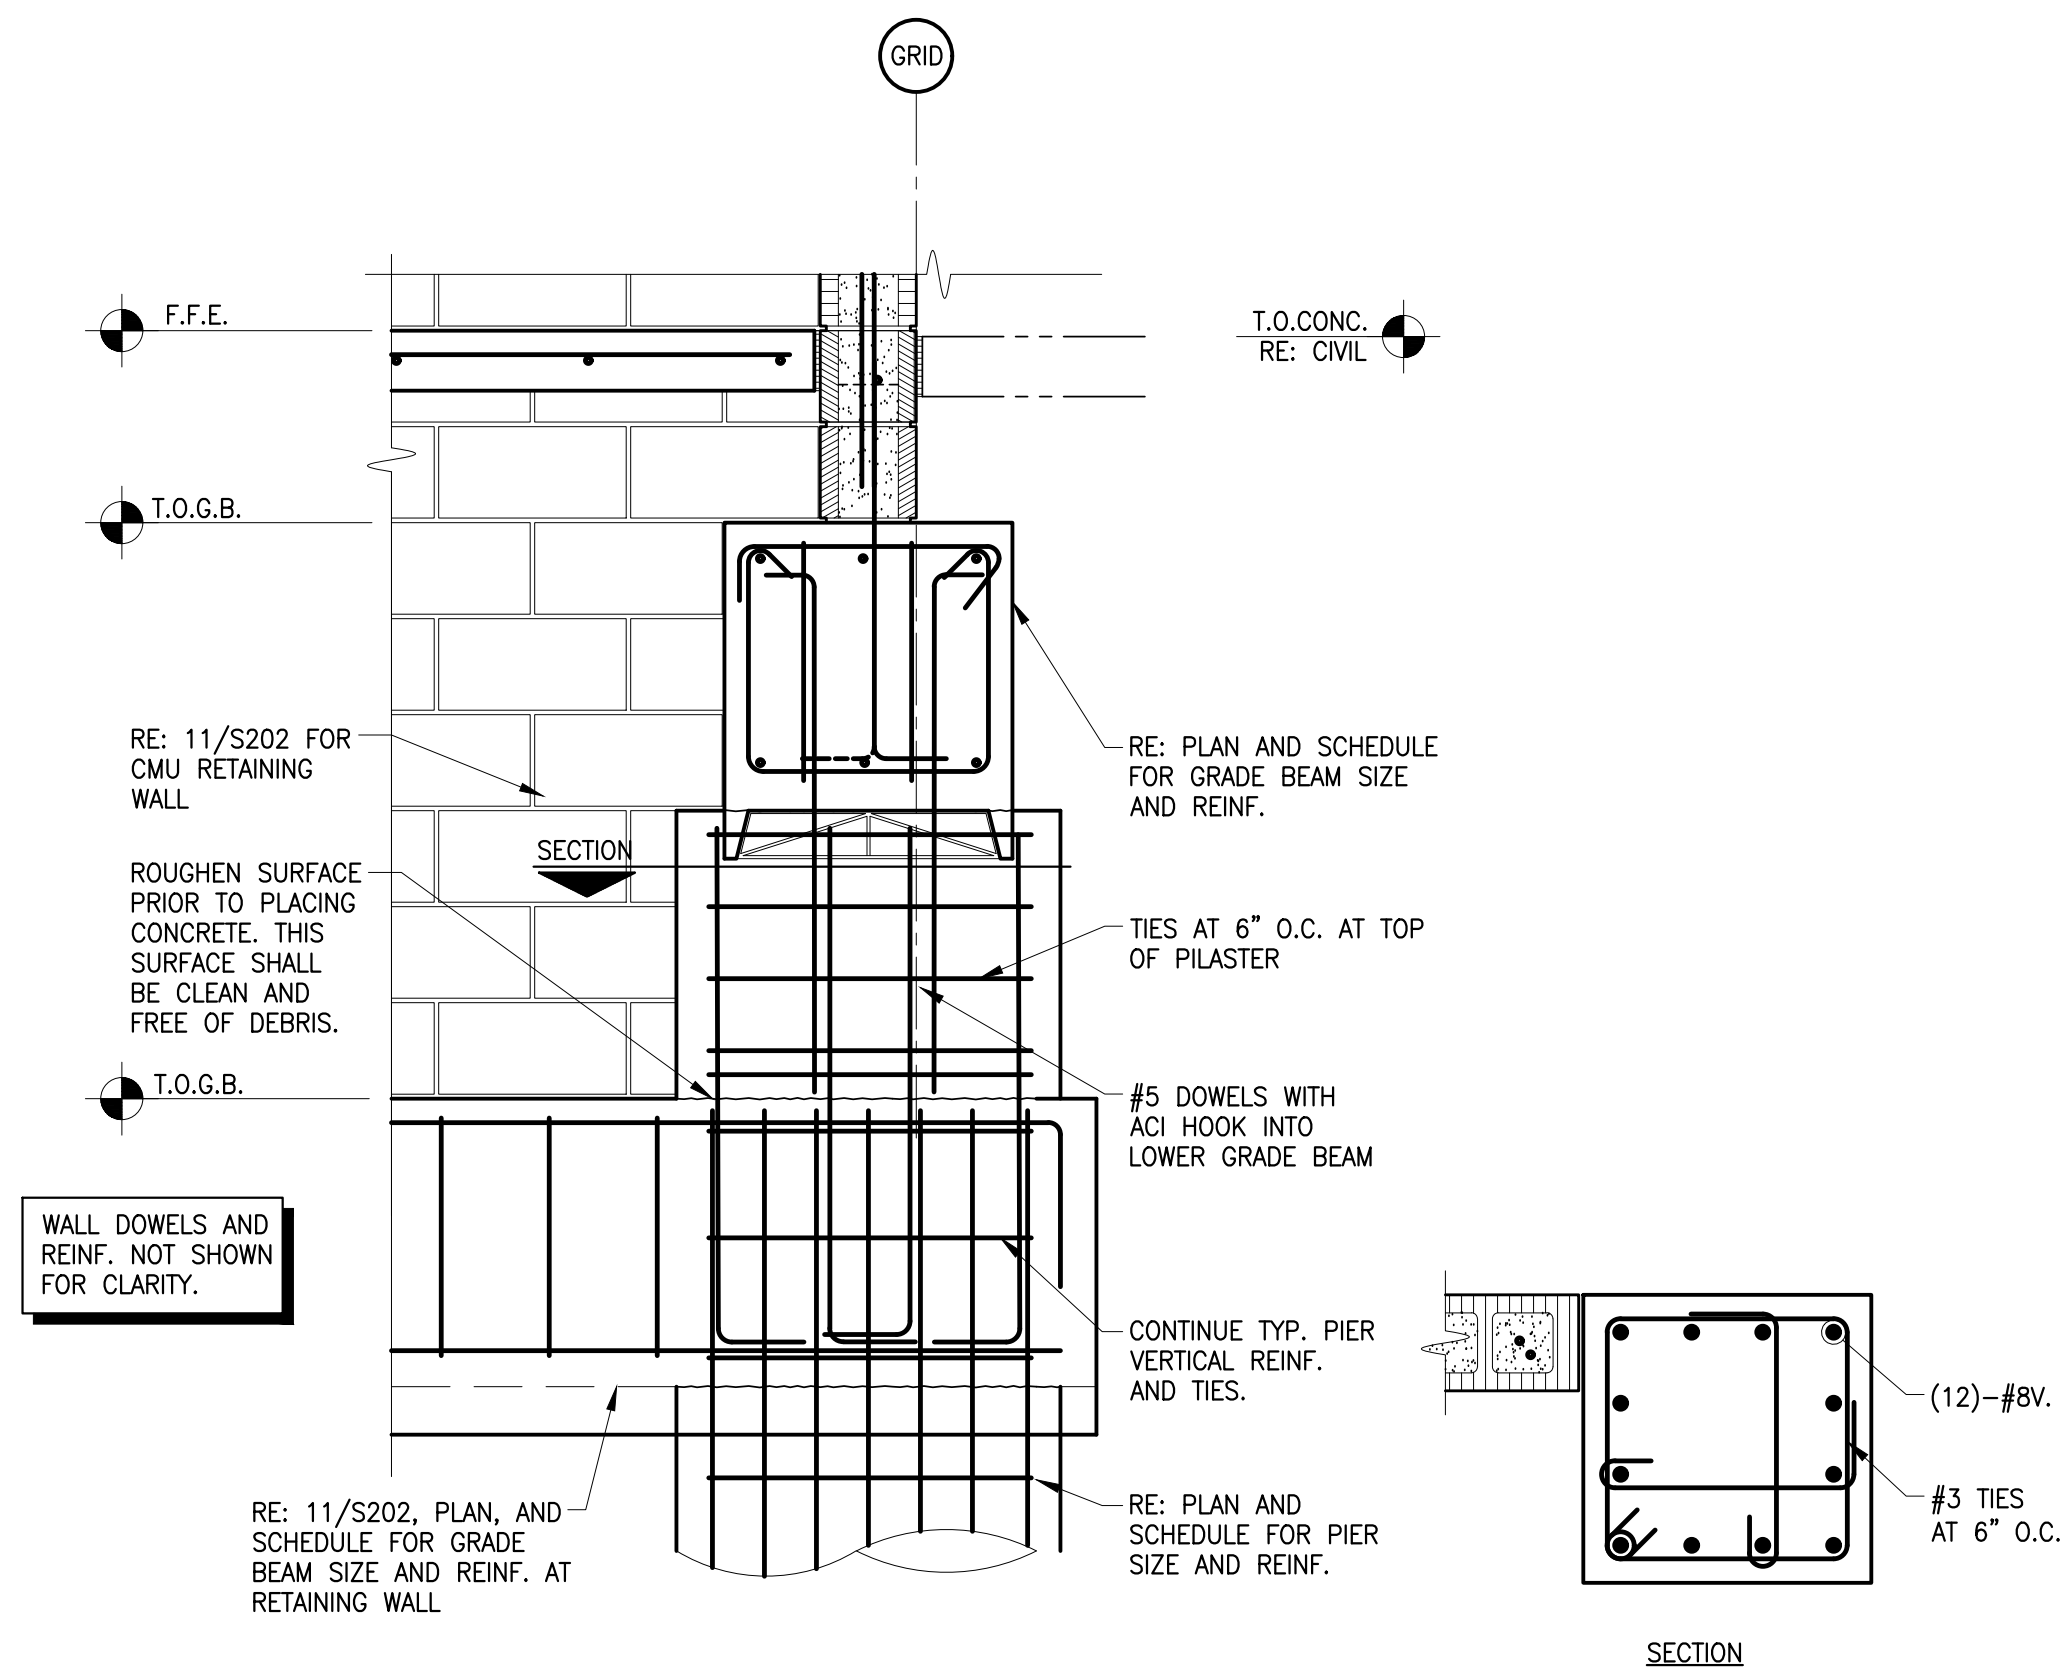 GRID
F.F.E.
T.O.CONC.
RE: CIVIL
T.O.G.B.
RE: 11/S202 FOR
CMU RETAINING
WALL
RE: PLAN AND SCHEDULE
FOR GRADE BEAM SIZE
AND REINF.
SECTION
ROUGHEN SURFACE
PRIOR TO PLACING
CONCRETE. THIS
SURFACE SHALL
BE CLEAN AND
FREE OF DEBRIS.
TIES AT 6" O.C. AT TOP
OF PILASTER
T.O.G.B.
#5 DOWELS WITH
ACI HOOK INTO
LOWER GRADE BEAM
WALL DOWELS AND
REINF. NOT SHOWN
FOR CLARITY.
CONTINUE TYP. PIER
VERTICAL REINF.
AND TIES.
(12)-#8V.
#3 TIES
AT 6" O.C.
RE: 11/S202, PLAN, AND
SCHEDULE FOR GRADE
BEAM SIZE AND REINF. AT
RETAINING WALL
RE: PLAN AND
SCHEDULE FOR PIER
SIZE AND REINF.
SECTION